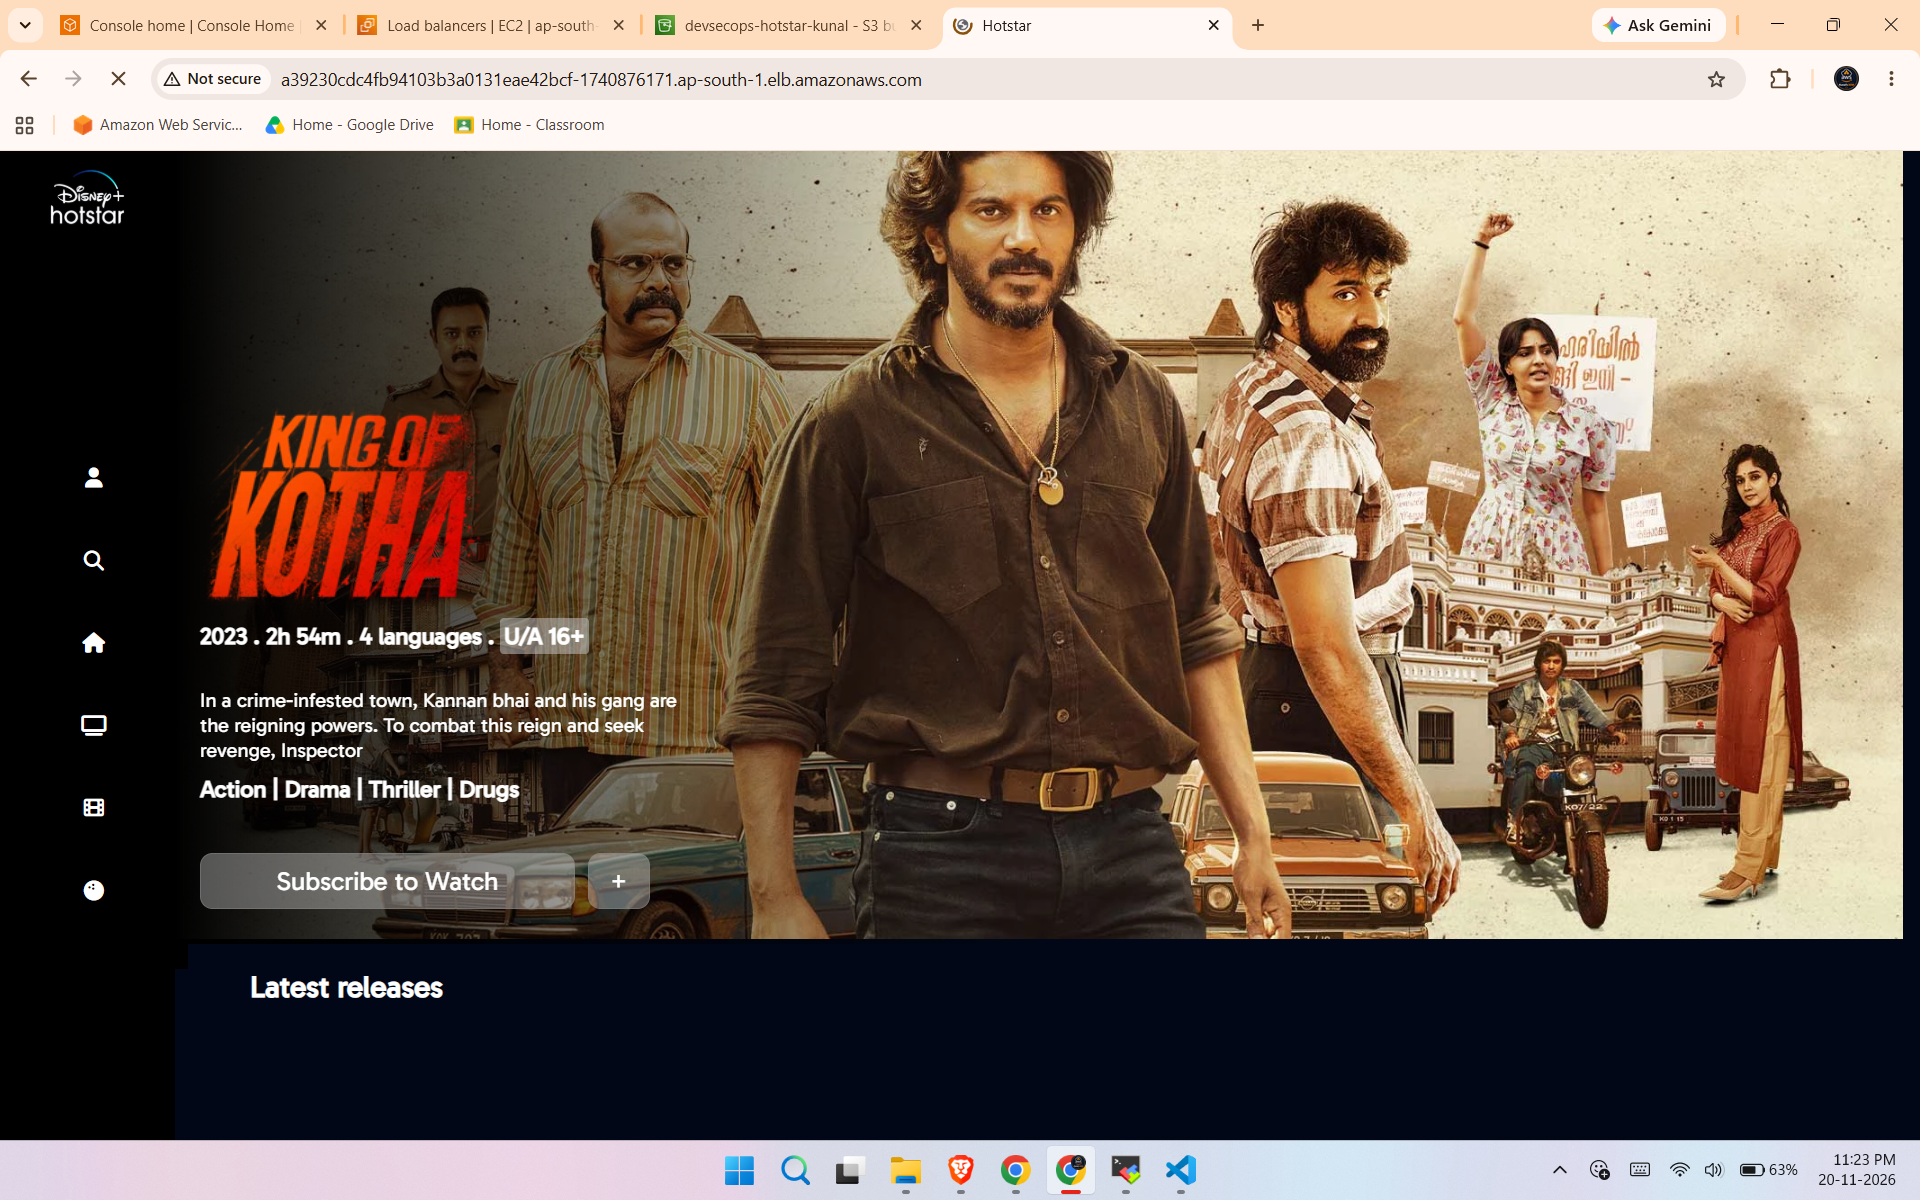 Console home | Console Home
Load balancers | EC2 | ap-south-
devsecops-hotstar-kunal - S3 bu
Hotstar
Ask Gemini
Not secure
a39230cdc4fb94103b3a0131eae42bcf-1740876171.ap-south-1.elb.amazonaws.com
Amazon Web Servic...
Home - Google Drive
Home - Classroom
Disney+
hotstar
KING OF
KOTHA
2023 . 2h 54m . 4 languages . U/A 16+
In a crime-infested town, Kannan bhai and his gang are
the reigning powers. To combat this reign and seek
revenge, Inspector
Action | Drama | Thriller | Drugs
Subscribe to Watch
+
Latest releases
63%
11:23 PM
20-11-2026